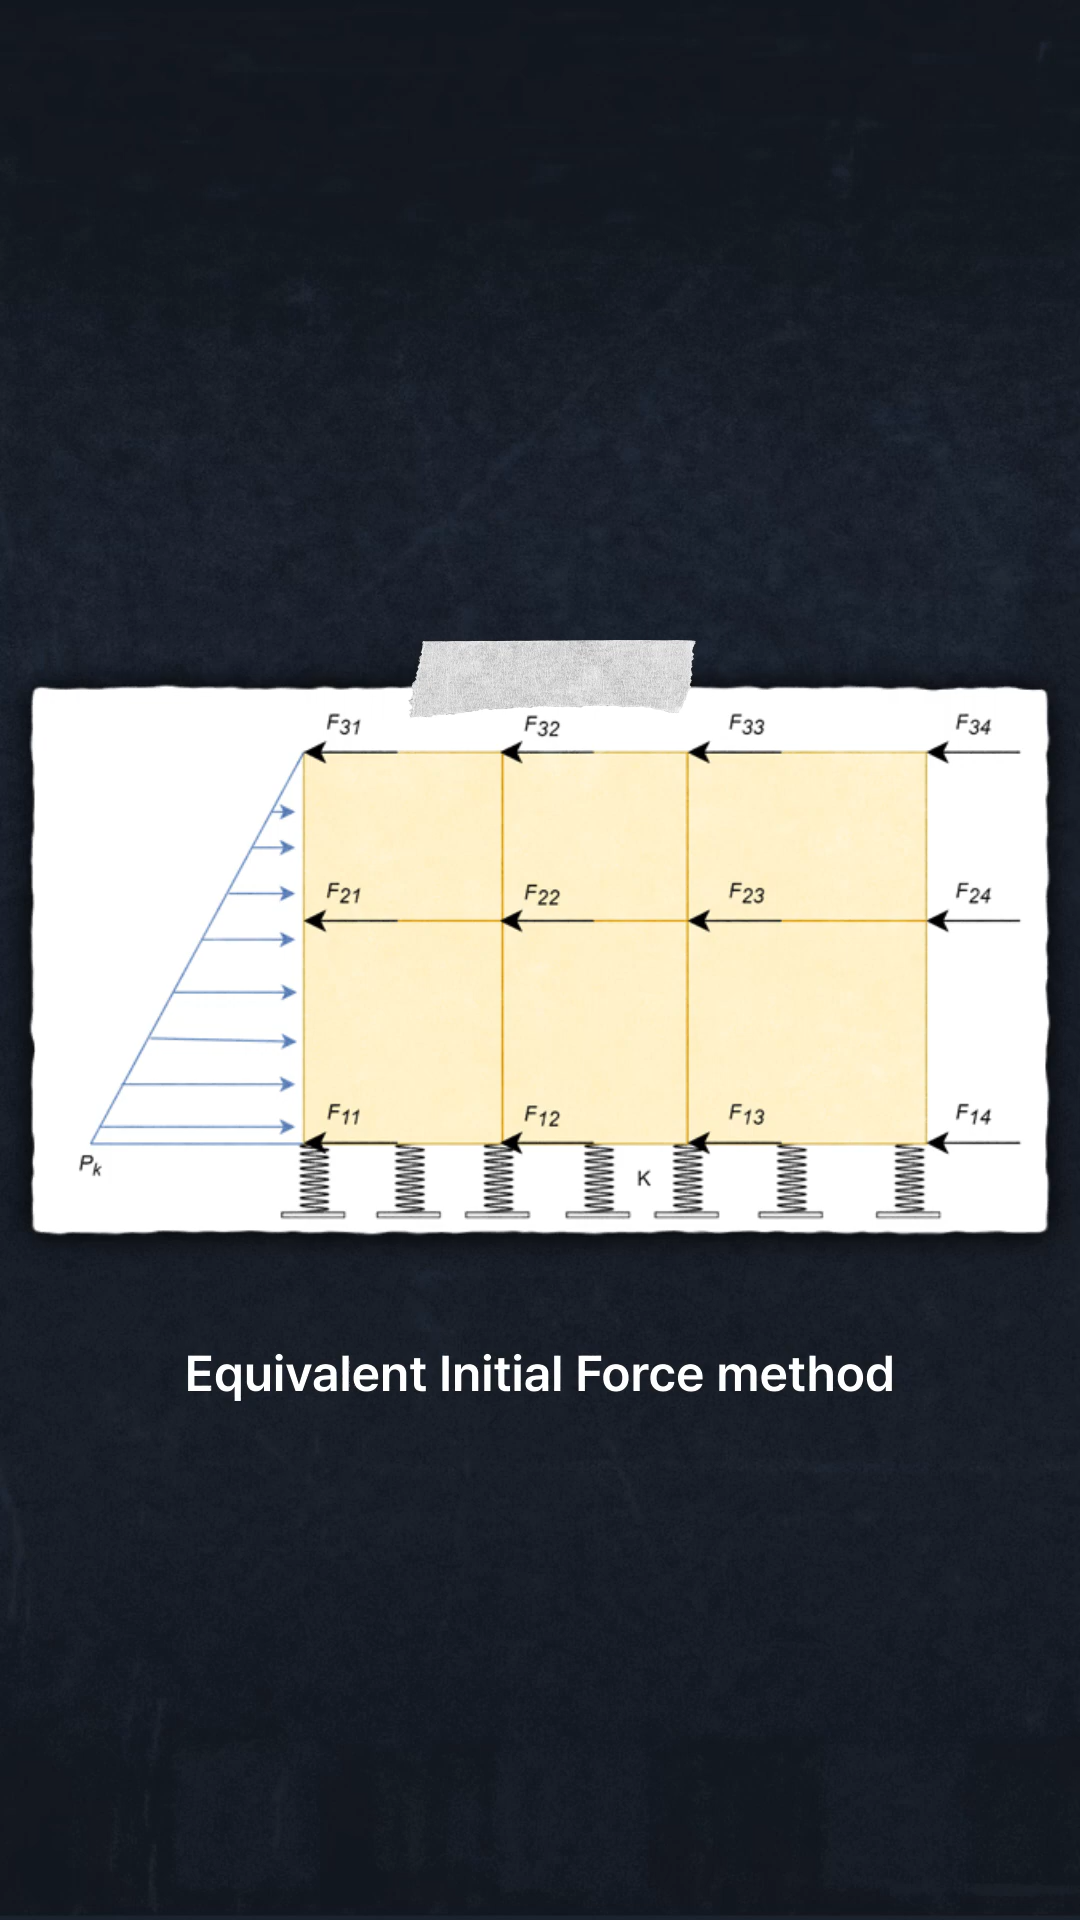 F31 F32 F33 F34
F21 F22 F23 F24
F11 F12 F13 F14
Pk K
Equivalent Initial Force method